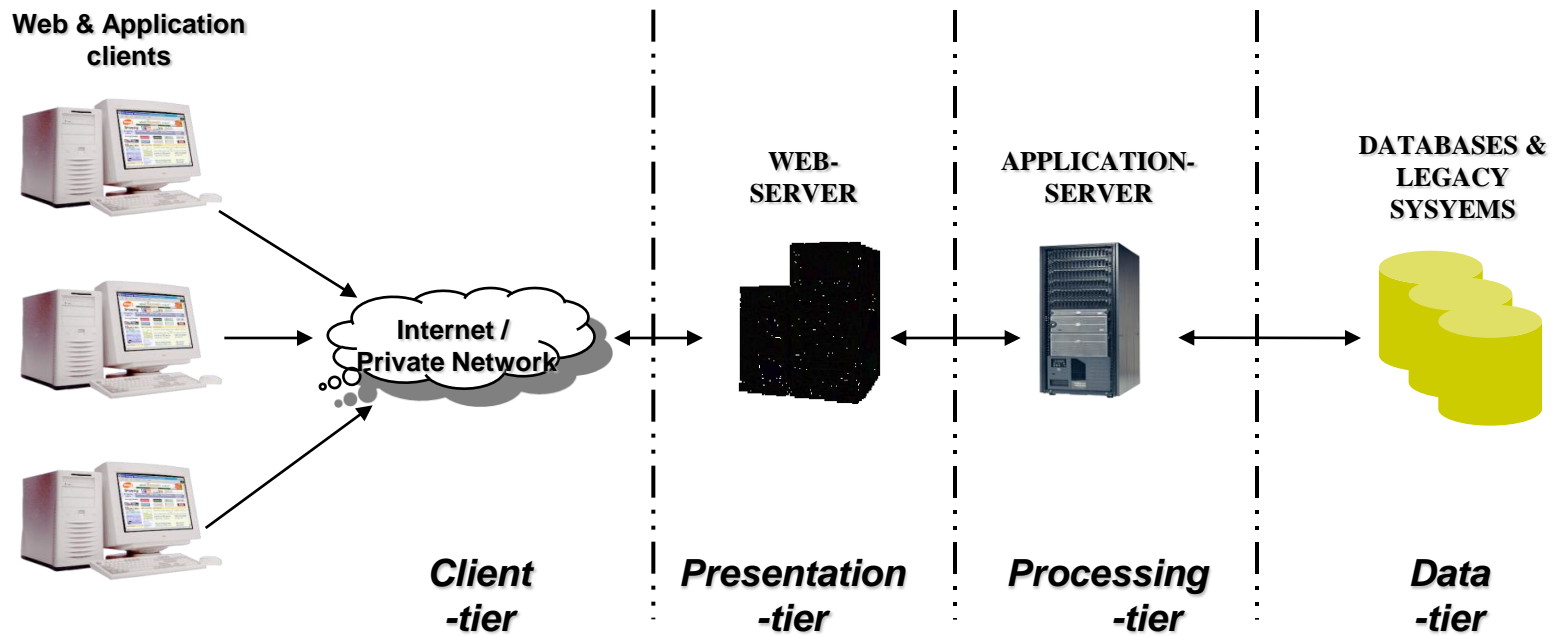 Web & Application
clients
WEB-
SERVER
APPLICATION-
SERVER
DATABASES &
LEGACY
SYSYEMS
Internet /
Private Network
Client
-tier
Presentation
-tier
Processing
-tier
Data
-tier